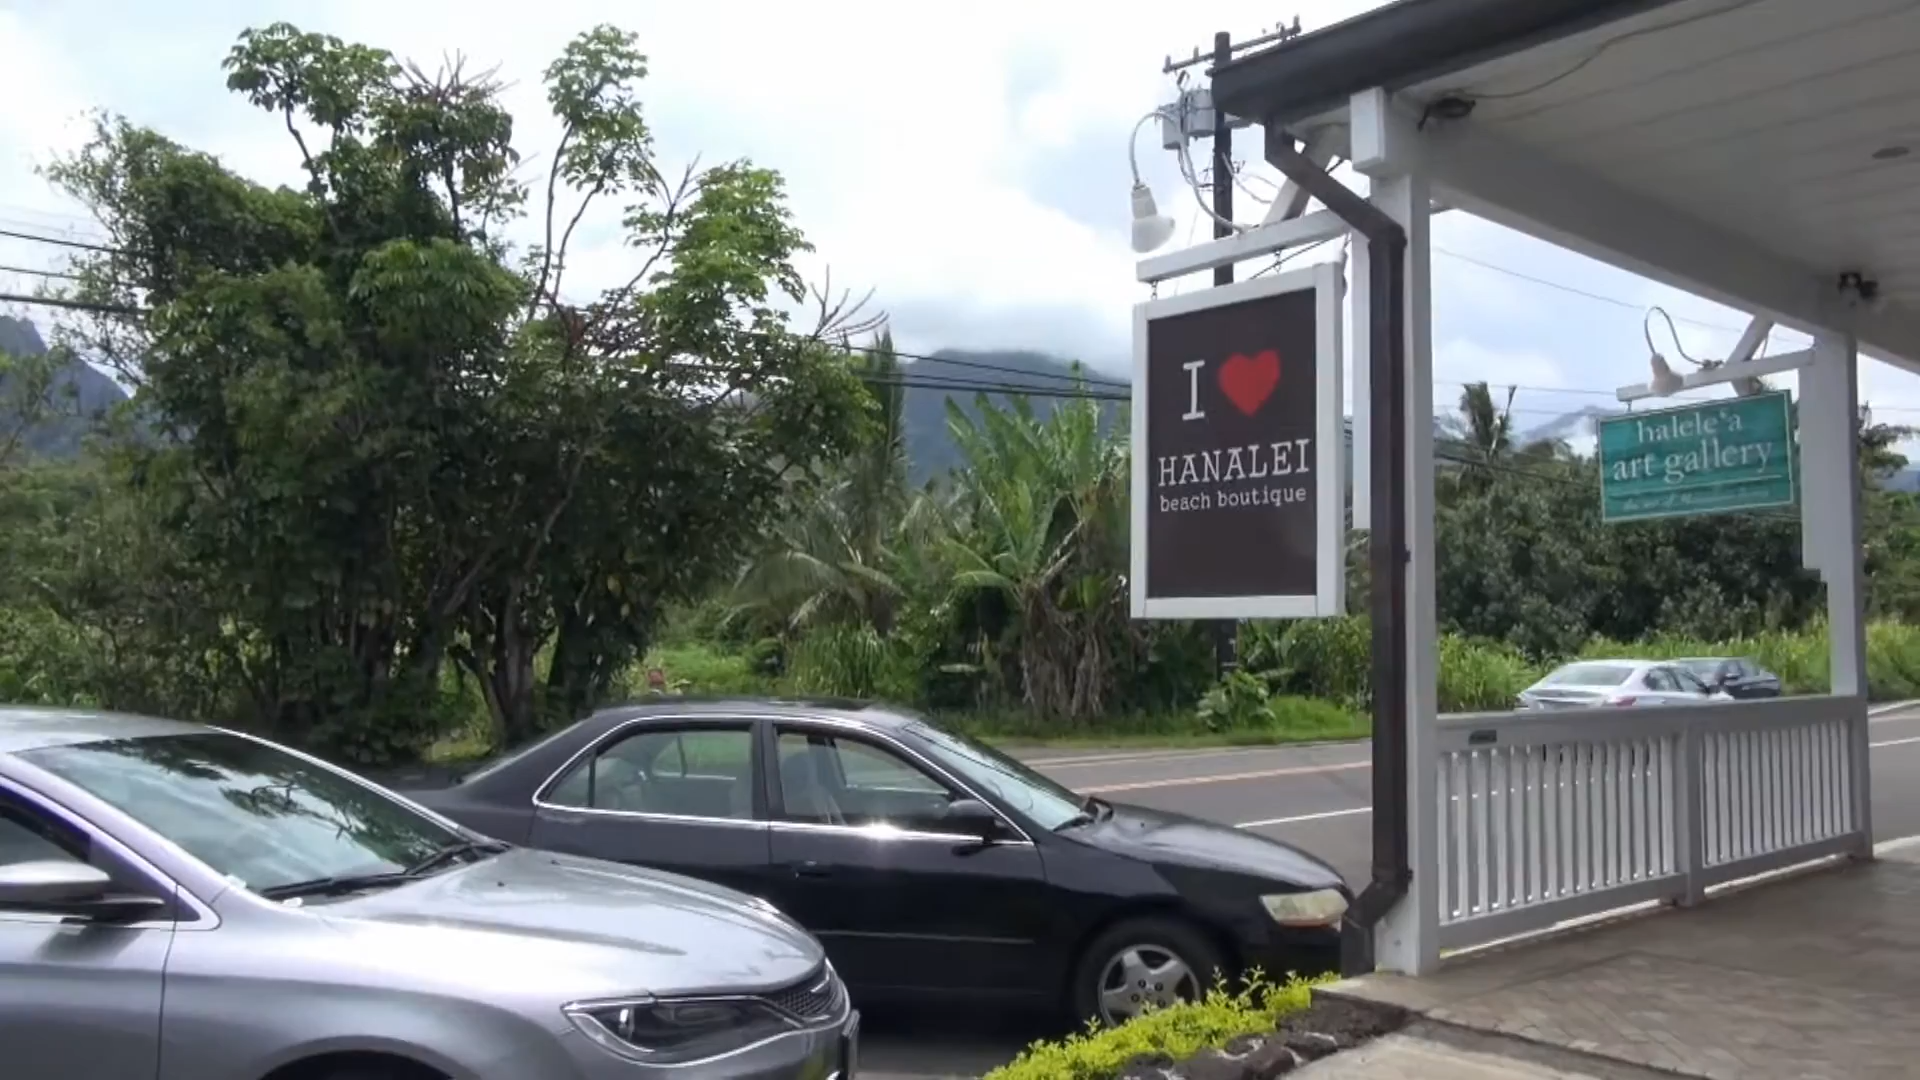 I ❤
HANALEI
beach boutique
halele'a
art gallery